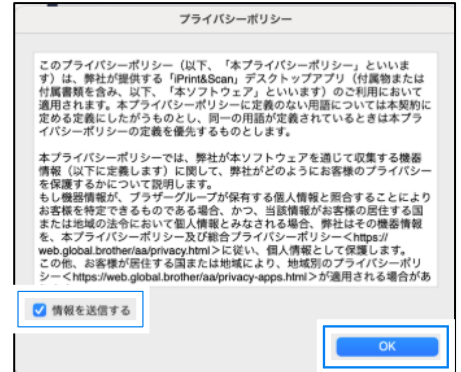 プライバシーポリシー
このプライバシーポリシー（以下、「本プライバシーポリシー」といいま
す）は、弊社が提供する「iPrint&Scan」デスクトップアプリ（付属物または
付属書類を含み、以下、「本ソフトウェア」といいます）のご利用において
適用されます。本プライバシーポリシーに定義のない用語については本契約に
定める定義にしたがうものとし、同一の用語が定義されているときは本プラ
イバシーポリシーの定義を優先するものとします。
本プライバシーポリシーでは、弊社が本ソフトウェアを通じて収集する機器
情報（以下に定義します）に関して、弊社がどのようにお客様のプライバシー
を保護するかについて説明します。
もし機器情報が、ブラザーグループが保有する個人情報と照合することにより
お客様を特定できるものである場合、かつ、当該情報がお客様の居住する国
または地域の法令において個人情報とみなされる場合、弊社はその機器情報
を、本プライバシーポリシー及び総合プライバシーポリシー<https://
web.global.brother/aa/privacy.html>に従い、個人情報として保護します。
この他、お客様が居住する国または地域により、地域別のプライバシーポリ
シー<https://web.global.brother/aa/privacy-apps.html>が適用される場合があ
情報を送信する
OK